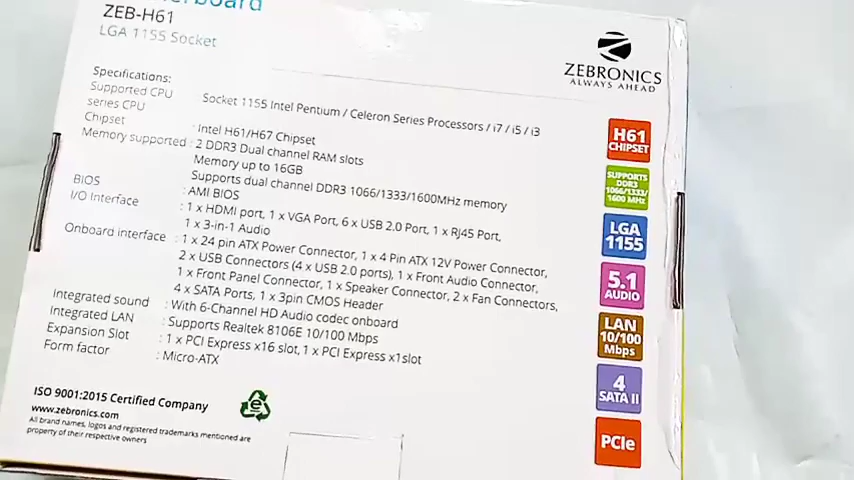 ZEB-H61
LGA 1155 Socket
ZEBRONICS
ALWAYS AHEAD
Specifications:
Supported CPU series CPU Socket 1155 Intel Pentium / Celeron Series Processors / i7 / i5 / i3
Chipset : Intel H61/H67 Chipset
Memory supported : 2 DDR3 Dual channel RAM slots
Memory up to 16GB
Supports dual channel DDR3 1066/1333/1600MHz memory
BIOS : AMI BIOS
I/O Interface : 1 x HDMI port, 1 x VGA Port, 6 x USB 2.0 Port, 1 x RJ45 Port,
1 x 3-in-1 Audio
Onboard interface : 1 x 24 pin ATX Power Connector, 1 x 4 Pin ATX 12V Power Connector,
2 x USB Connectors (4 x USB 2.0 ports), 1 x Front Audio Connector,
1 x Front Panel Connector, 1 x Speaker Connector, 2 x Fan Connectors,
4 x SATA Ports, 1 x 3pin CMOS Header
Integrated sound : With 6-Channel HD Audio codec onboard
Integrated LAN : Supports Realtek 8106E 10/100 Mbps
Expansion Slot : 1 x PCI Express x16 slot, 1 x PCI Express x1slot
Form factor : Micro-ATX
H61
CHIPSET
SUPPORTS
DDR3
1066/1333/
1600 MHz
LGA
1155
5.1
AUDIO
LAN
10/100
Mbps
4
SATA II
PCIe
ISO 9001:2015 Certified Company
www.zebronics.com
All brand names, logos and registered trademarks mentioned are
property of their respective owners
e